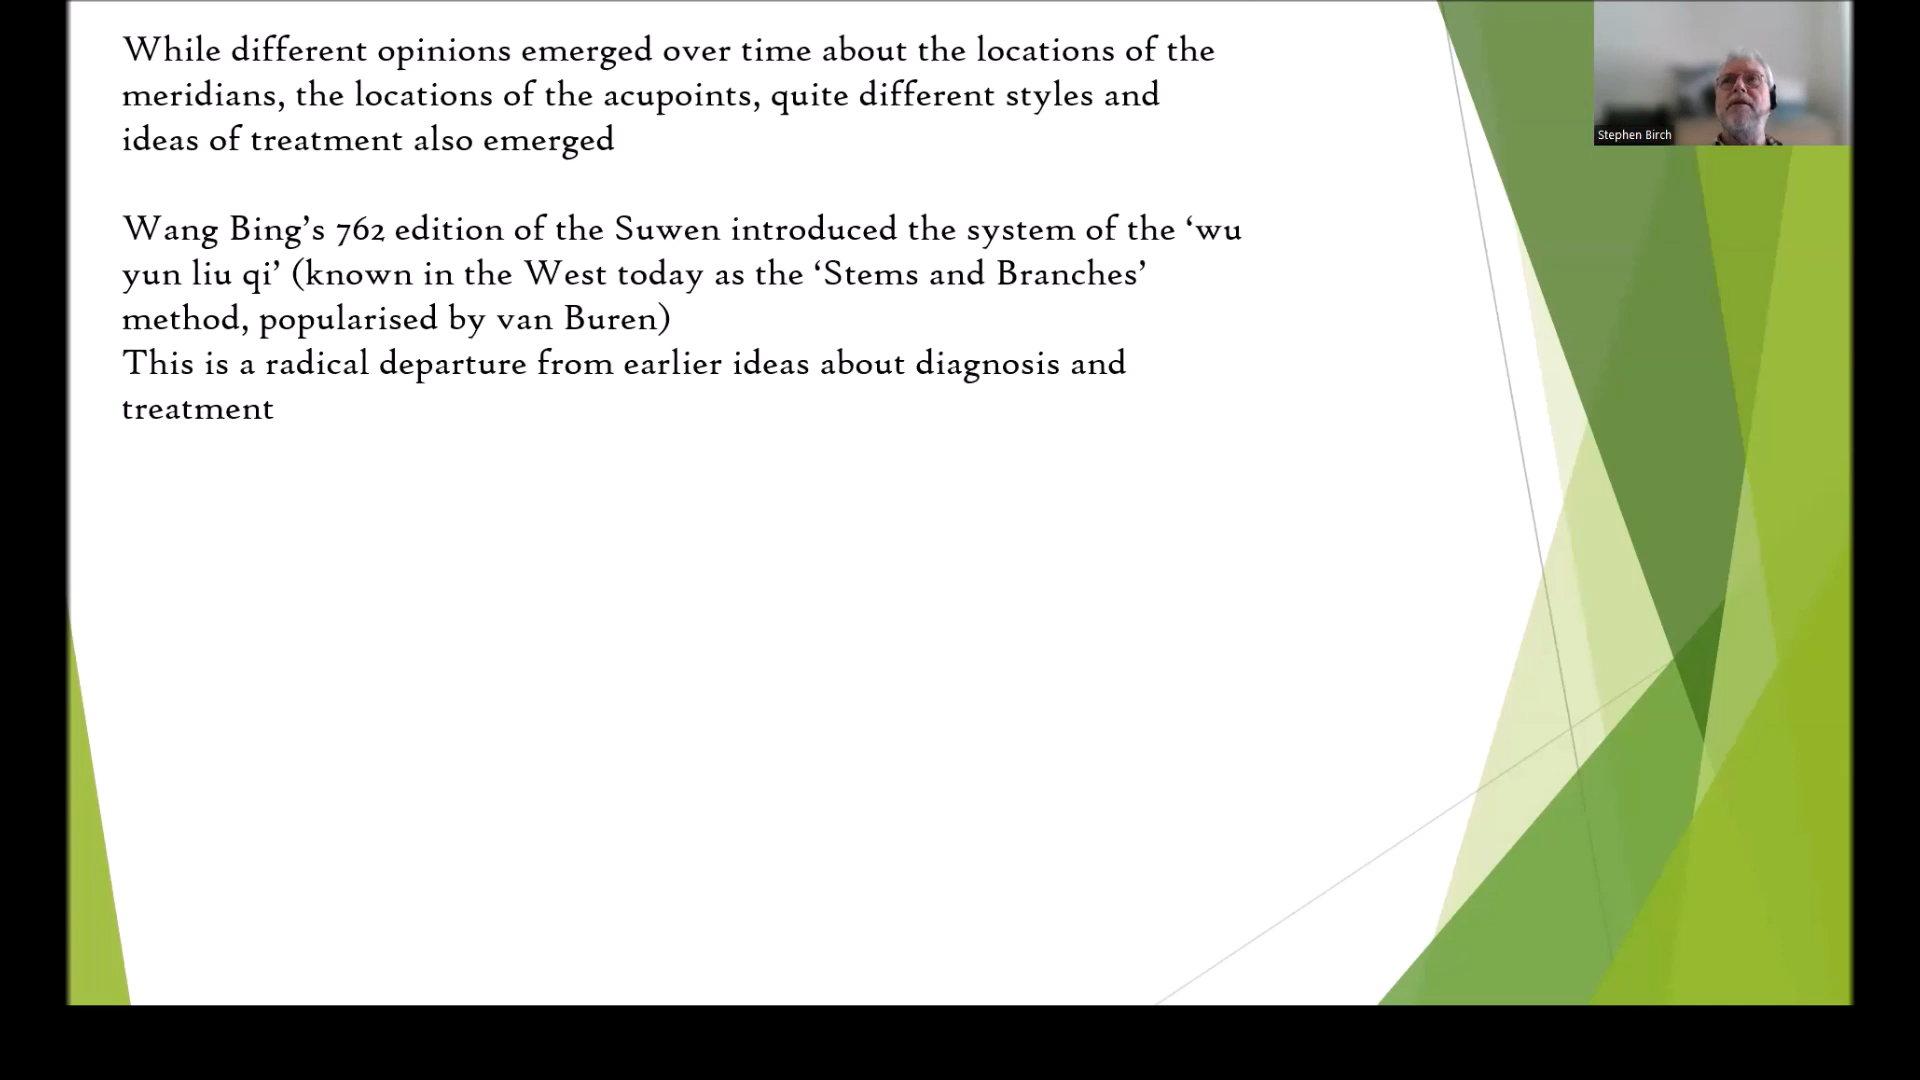 While different opinions emerged over time about the locations of the
meridians, the locations of the acupoints, quite different styles and
ideas of treatment also emerged
Wang Bing’s 762 edition of the Suwen introduced the system of the ‘wu
yun liu qi’ (known in the West today as the ‘Stems and Branches’
method, popularised by van Buren)
This is a radical departure from earlier ideas about diagnosis and
treatment
Stephen Birch